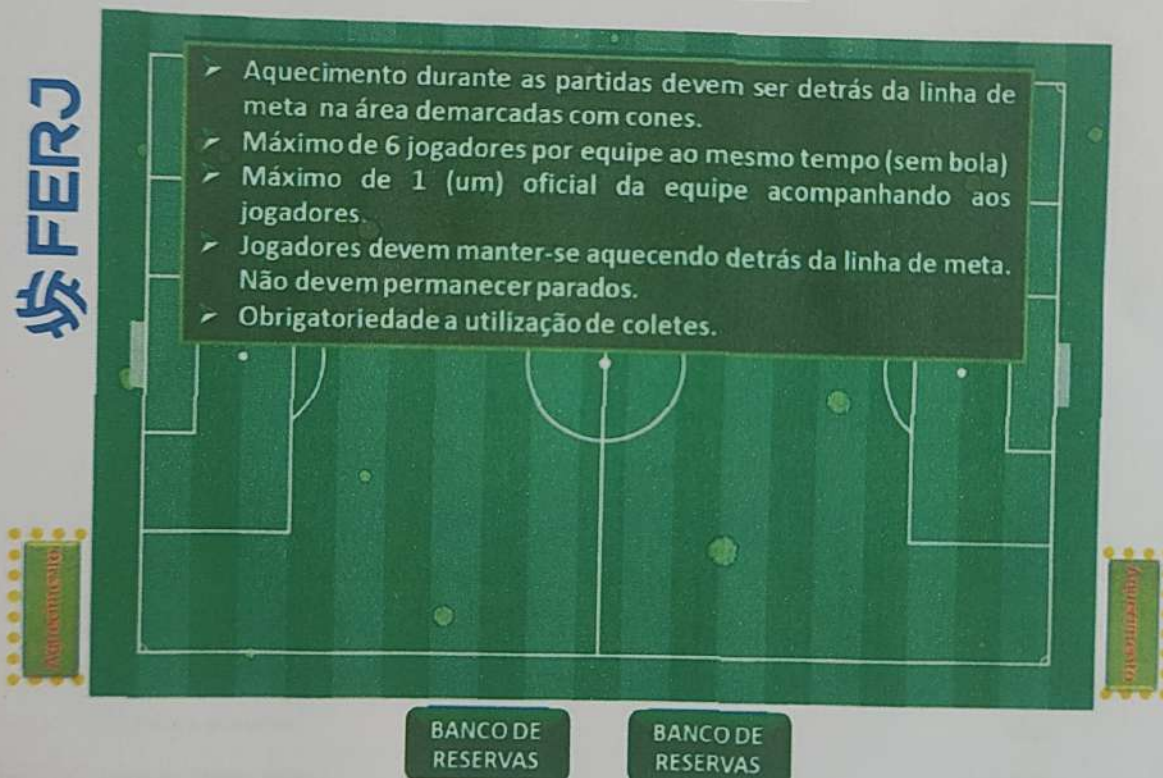 FERJ
➢ Aquecimento durante as partidas devem ser detrás da linha de
meta na área demarcadas com cones.
➢ Máximo de 6 jogadores por equipe ao mesmo tempo (sem bola)
➢ Máximo de 1 (um) oficial da equipe acompanhando aos
jogadores.
➢ Jogadores devem manter-se aquecendo detrás da linha de meta.
Não devem permanecer parados.
➢ Obrigatoriedade a utilização de coletes.
Aquecimento
Aquecimento
BANCO DE
RESERVAS
BANCO DE
RESERVAS